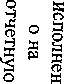 исполнен
о на
отчетную